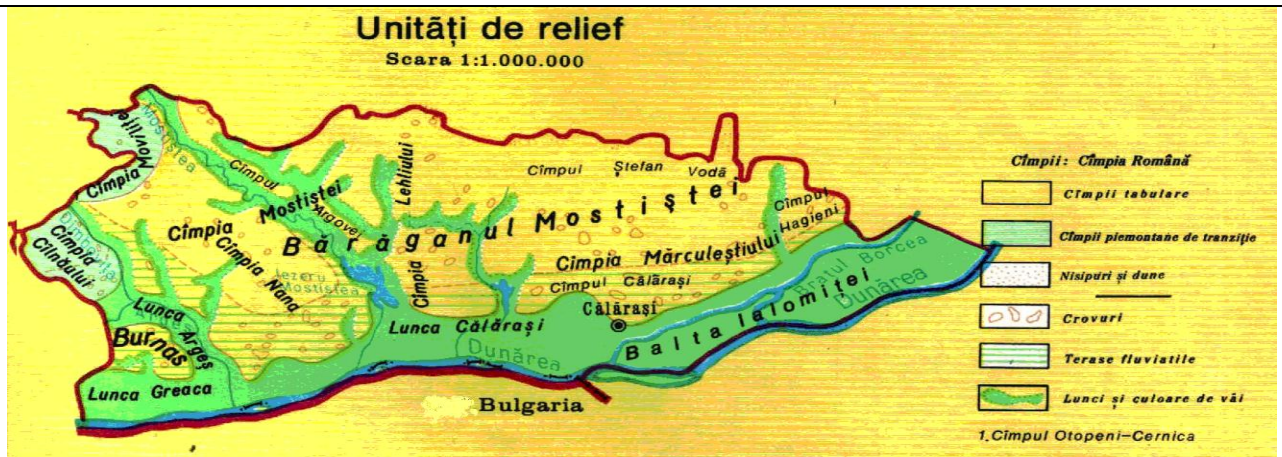 Unități de relief
Scara 1:1.000.000
Mostiștea
Cîmpia Moviliței
Cîmpul Argovei
Lehliului
Cîmpul Ștefan Vodă
Cîmpia Mostiștei
Bărăganul Mostiștei
Cîmpul Hagieni
Cîmpia Mărculeștiului
Cîmpia Cîlnăului
Cîmpia Nana
Iezeru Mostiștea
Cîmpia
Cîmpul Călărași
Brațul Borcea
Dunărea
Lunca Argeș
Argeș
Burnas
Lunca Călărași
Călărași
Balta Ialomiței
Dunărea
Lunca Greaca
Bulgaria
Cîmpii: Cîmpia Română
Cîmpii tabulare
Cîmpii piemontane de tranziție
Nisipuri și dune
Crovuri
Terase fluviatile
Lunci și culoare de văi
1. Cîmpul Otopeni-Cernica